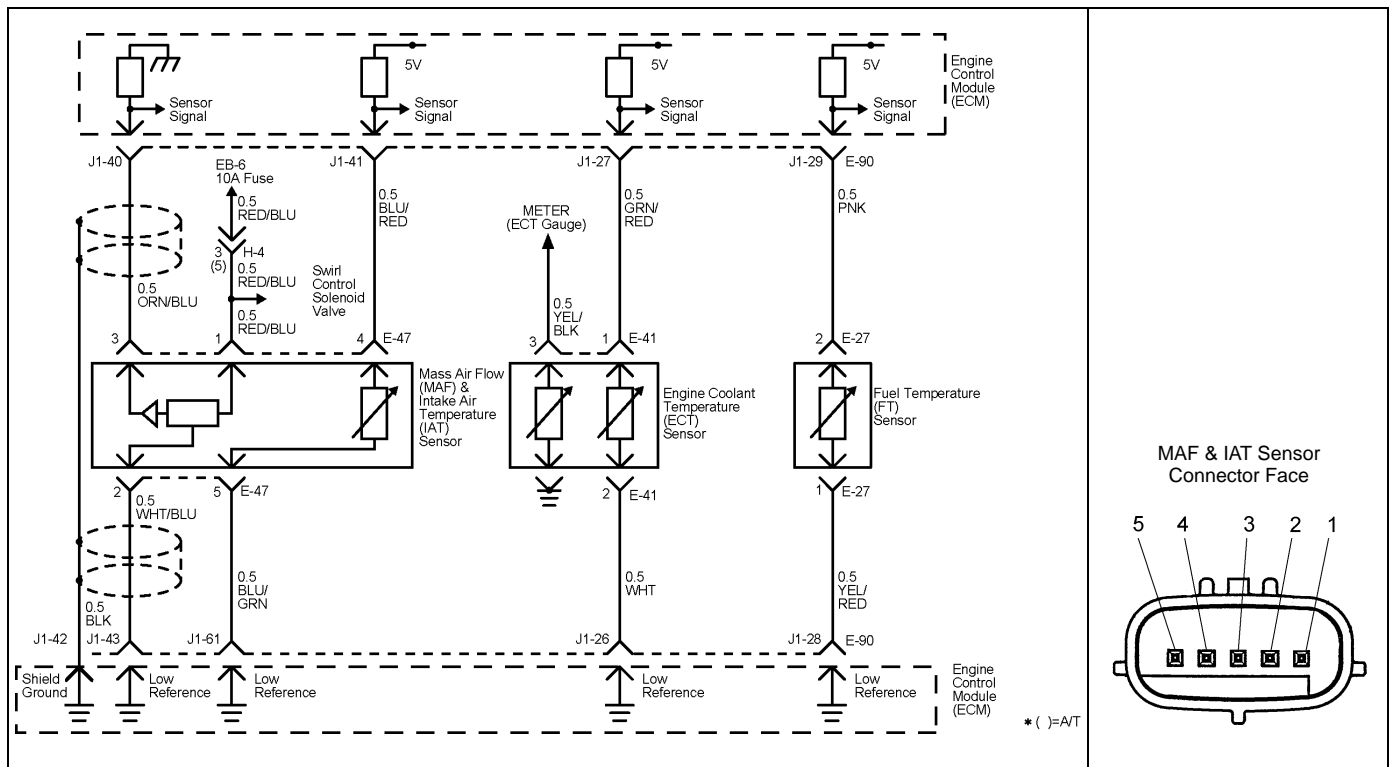 5V
5V
5V
Engine
Control
Module
(ECM)
Sensor
Signal
Sensor
Signal
Sensor
Signal
Sensor
Signal
J1-40
J1-41
J1-27
J1-29
E-90
EB-6
10A Fuse
0.5
RED/BLU
0.5
BLU/
RED
METER
(ECT Gauge)
0.5
GRN/
RED
0.5
PNK
3
(5)
H-4
0.5
RED/BLU
Swirl
Control
Solenoid
Valve
0.5
ORN/BLU
0.5
RED/BLU
0.5
YEL/
BLK
3
1
4
E-47
3
1
E-41
2
E-27
Mass Air Flow
(MAF) &
Intake Air
Temperature
(IAT)
Sensor
Engine Coolant
Temperature
(ECT)
Sensor
Fuel Temperature
(FT)
Sensor
2
5
E-47
2
E-41
1
E-27
0.5
WHT/BLU
0.5
BLU/
GRN
0.5
WHT
0.5
YEL/
RED
0.5
BLK
J1-42
J1-43
J1-61
J1-26
J1-28
E-90
Shield
Ground
Low
Reference
Low
Reference
Low
Reference
Low
Reference
Engine
Control
Module
(ECM)
* ( )=A/T
MAF & IAT Sensor
Connector Face
5 4 3 2 1